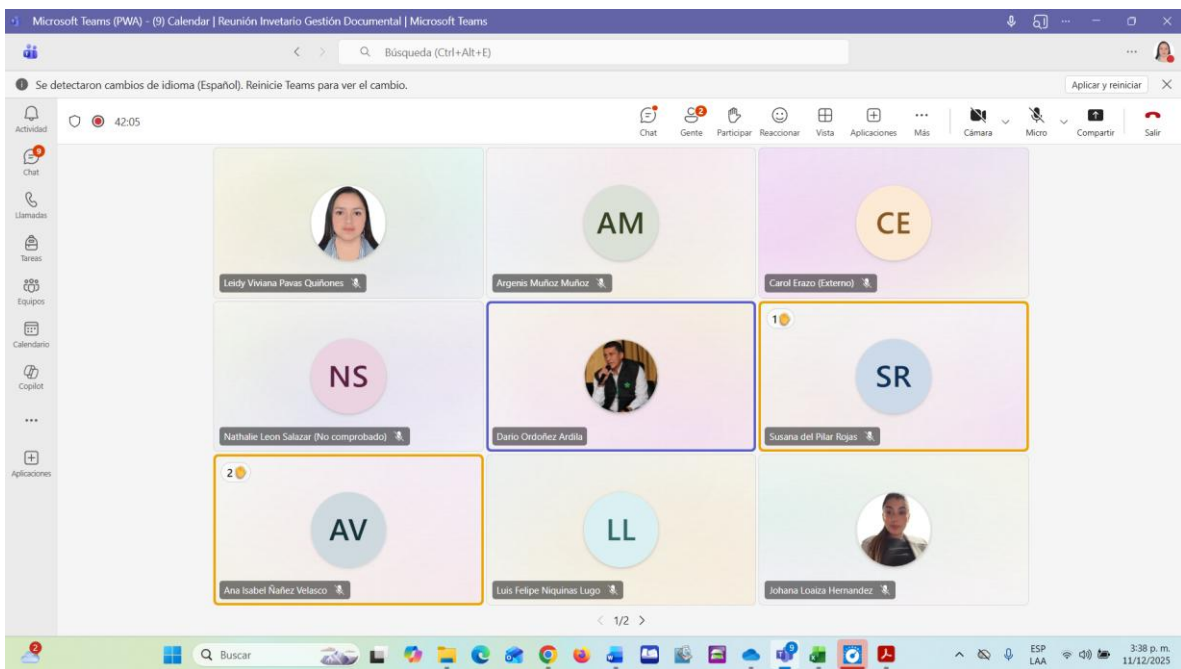 Microsoft Teams (PWA) - (9) Calendar | Reunión Invetario Gestión Documental | Microsoft Teams
Búsqueda (Ctrl+Alt+E)
Se detectaron cambios de idioma (Español). Reinicie Teams para ver el cambio.
Aplicar y reiniciar
Actividad
9
Chat
Llamadas
Tareas
Equipos
Calendario
Copilot
Aplicaciones
42:05
Chat
2
Gente
Participar
Reaccionar
Vista
Aplicaciones
Más
Cámara
Micro
Compartir
Salir
Leidy Viviana Pavas Quiñones
AM
Argenis Muñoz Muñoz
CE
Carol Erazo (Externo)
NS
Nathalie Leon Salazar (No comprobado)
Dario Ordoñez Ardila
1
SR
Susana del Pilar Rojas
2
AV
Ana Isabel Ñañez Velasco
LL
Luis Felipe Niquinas Lugo
Johana Loaiza Hernandez
1/2
2
Buscar
9
ESP
LAA
3:38 p. m.
11/12/2025